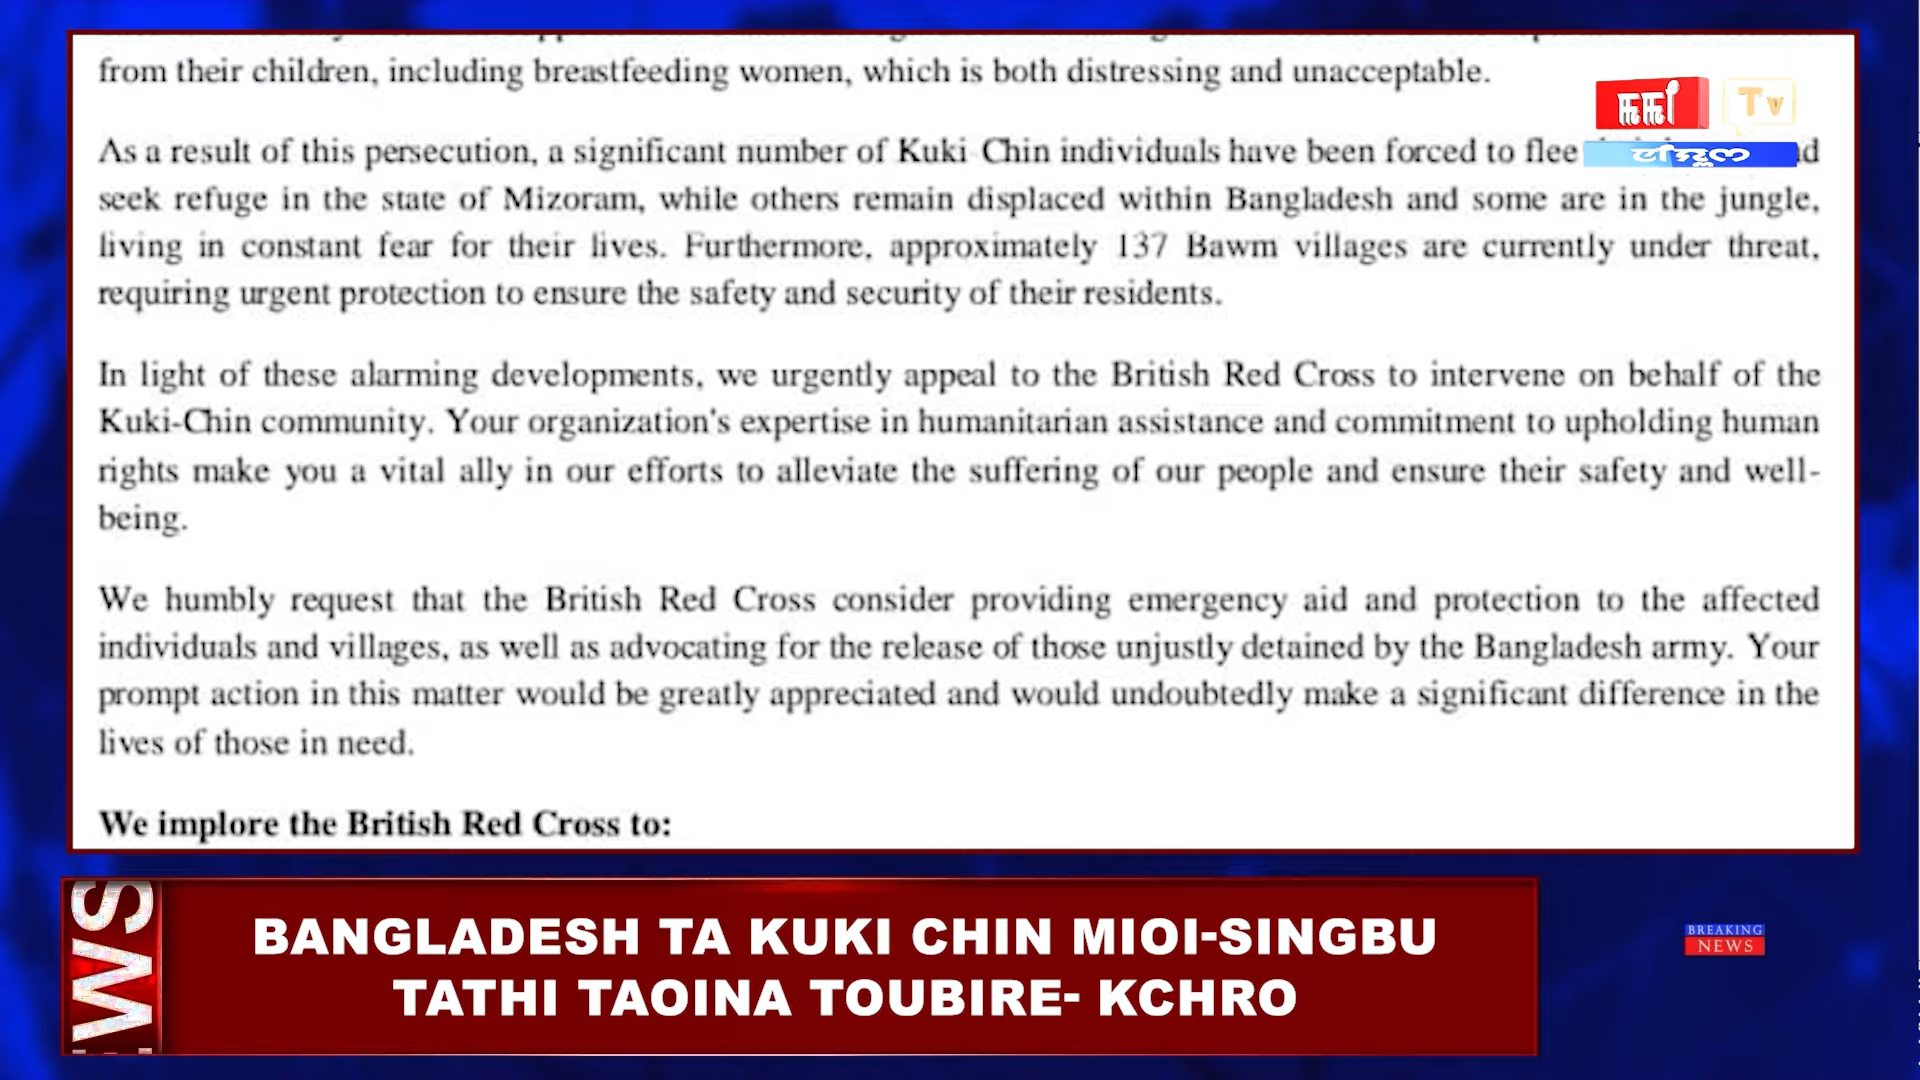 from their children, including breastfeeding women, which is both distressing and unacceptable.
As a result of this persecution, a significant number of Kuki-Chin individuals have been forced to flee
seek refuge in the state of Mizoram, while others remain displaced within Bangladesh and some are in the jungle,
living in constant fear for their lives. Furthermore, approximately 137 Bawm villages are currently under threat,
requiring urgent protection to ensure the safety and security of their residents.
In light of these alarming developments, we urgently appeal to the British Red Cross to intervene on behalf of the
Kuki-Chin community. Your organization's expertise in humanitarian assistance and commitment to upholding human
rights make you a vital ally in our efforts to alleviate the suffering of our people and ensure their safety and well-
being.
We humbly request that the British Red Cross consider providing emergency aid and protection to the affected
individuals and villages, as well as advocating for the release of those unjustly detained by the Bangladesh army. Your
prompt action in this matter would be greatly appreciated and would undoubtedly make a significant difference in the
lives of those in need.
We implore the British Red Cross to:
Tv
BANGLADESH TA KUKI CHIN MIOI-SINGBU
TATHI TAOINA TOUBIRE- KCHRO
BREAKING
NEWS